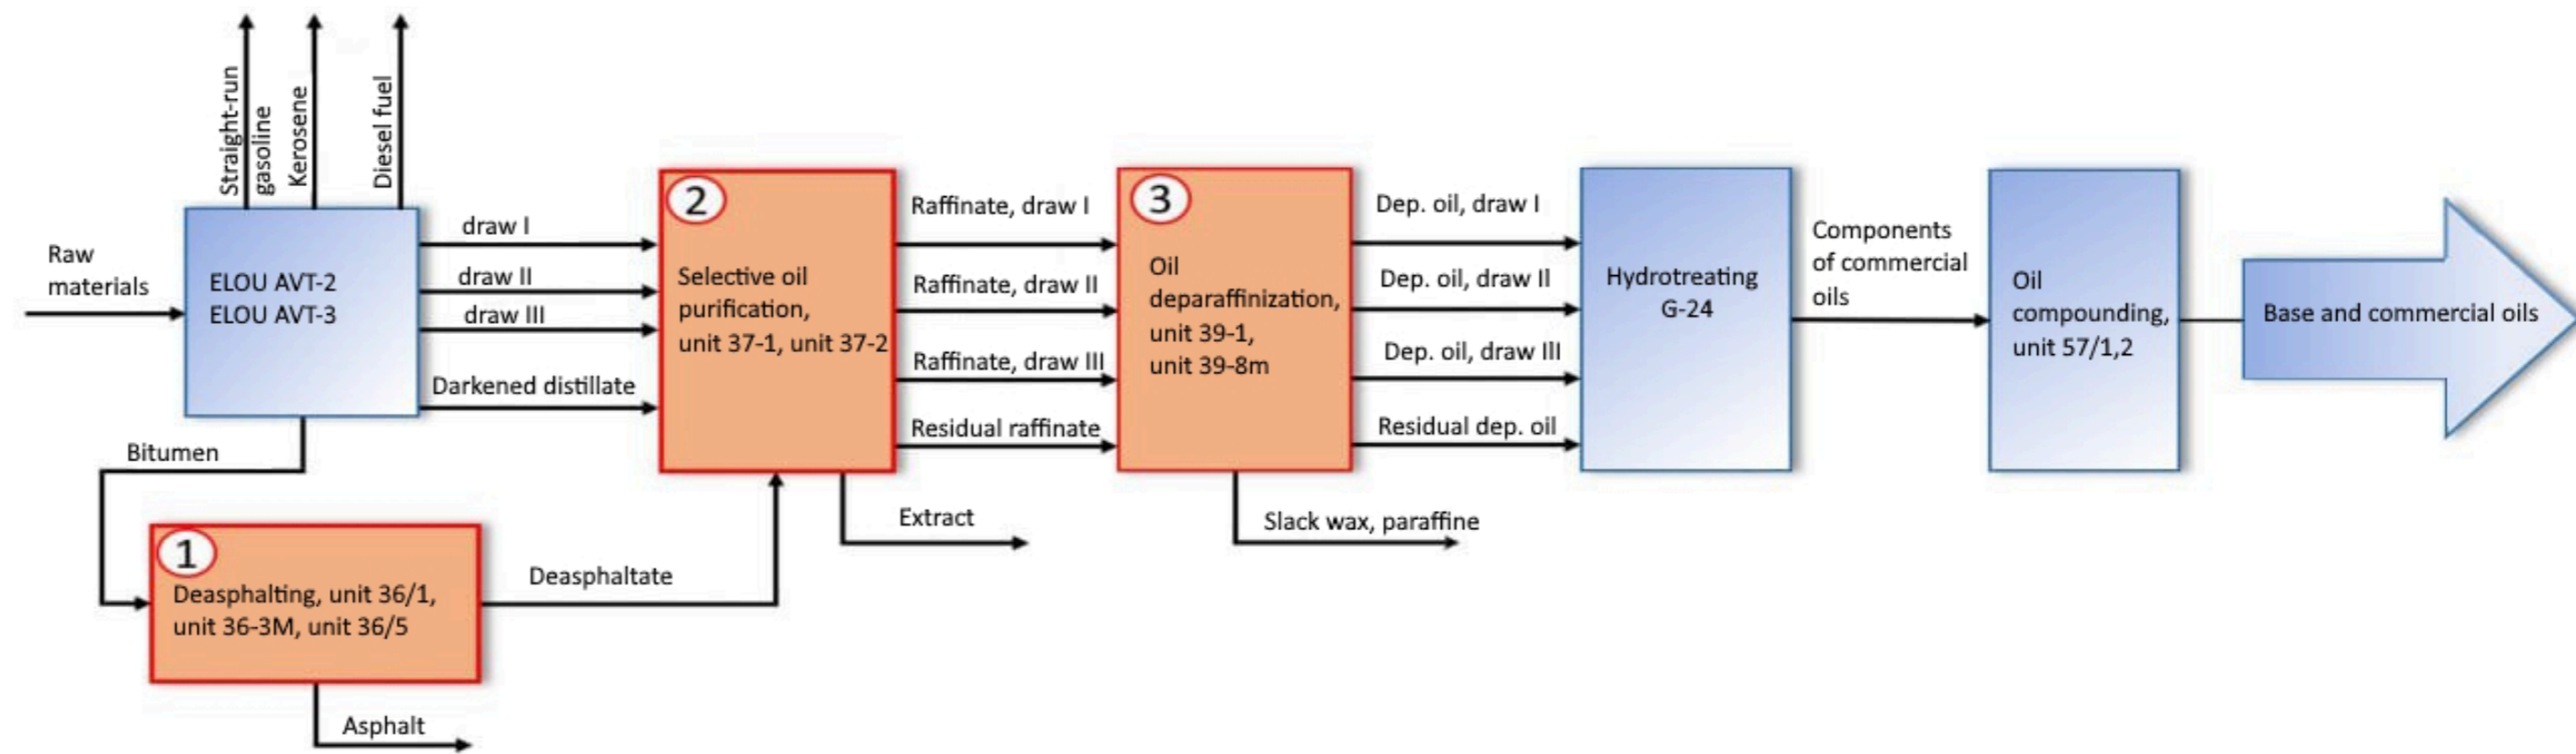 Straight-run
gasoline
Kerosene
Diesel fuel
Raw
materials
ELOU AVT-2
ELOU AVT-3
draw I
draw II
draw III
Darkened distillate
Bitumen
1
Deasphalting, unit 36/1,
unit 36-3M, unit 36/5
Asphalt
Deasphaltate
2
Selective oil
purification,
unit 37-1, unit 37-2
Extract
Raffinate, draw I
Raffinate, draw II
Raffinate, draw III
Residual raffinate
3
Oil
deparaffinization,
unit 39-1,
unit 39-8m
Slack wax, paraffine
Dep. oil, draw I
Dep. oil, draw II
Dep. oil, draw III
Residual dep. oil
Hydrotreating
G-24
Components
of commercial
oils
Oil
compounding,
unit 57/1,2
Base and commercial oils